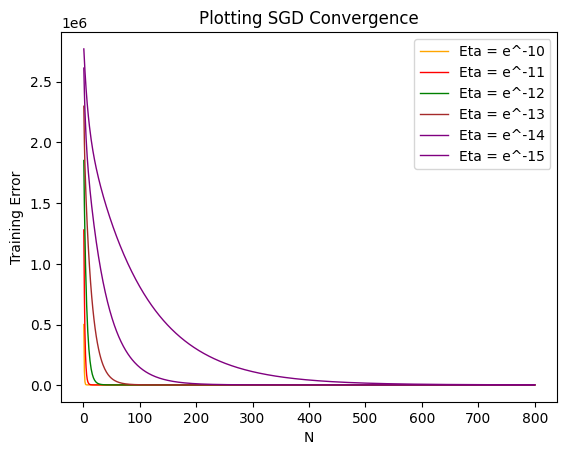 Plotting SGD Convergence
1e6
Eta = e^-10
Eta = e^-11
Eta = e^-12
Eta = e^-13
Eta = e^-14
Eta = e^-15
2.5
2.0
1.5
1.0
0.5
0.0
Training Error
0 100 200 300 400 500 600 700 800
N